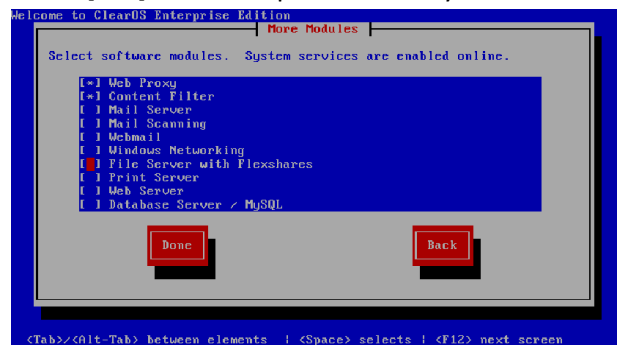 Welcome to ClearOS Enterprise Edition
More Modules
Select software modules.  System services are enabled online.
[*] Web Proxy
[*] Content Filter
[ ] Mail Server
[ ] Mail Scanning
[ ] Webmail
[ ] Windows Networking
[ ] File Server with Flexshares
[ ] Print Server
[ ] Web Server
[ ] Database Server / MySQL
Done Back
<Tab>/<Alt-Tab> between elements  | <Space> selects | <F12> next screen